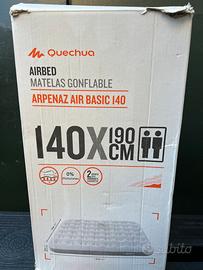 Quechua
AIRBED
MATELAS GONFLABLE
ARPENAZ AIR BASIC 140
140X190
CM
0%
2
subito